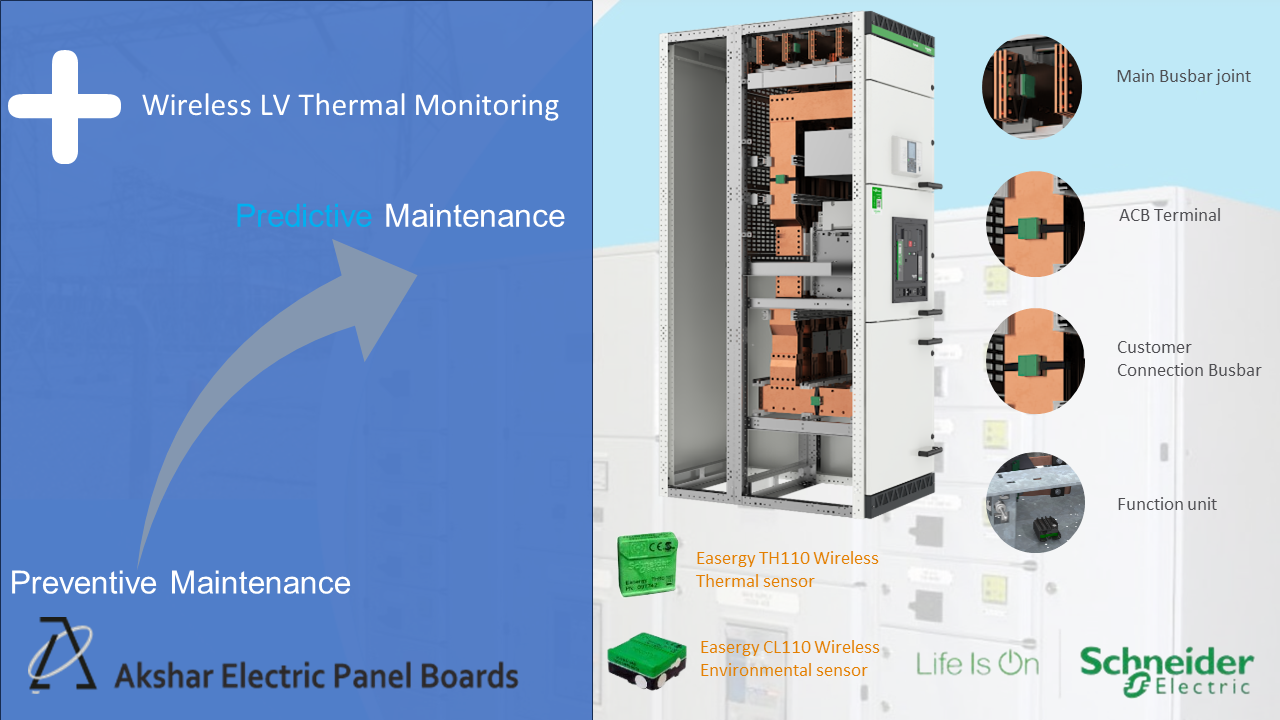 Wireless LV Thermal Monitoring
Predictive Maintenance
Preventive Maintenance
Akshar Electric Panel Boards
Main Busbar joint
ACB Terminal
Customer
Connection Busbar
Function unit
Easergy TH110 Wireless
Thermal sensor
Easergy CL110 Wireless
Environmental sensor
Life Is On
Schneider
Electric